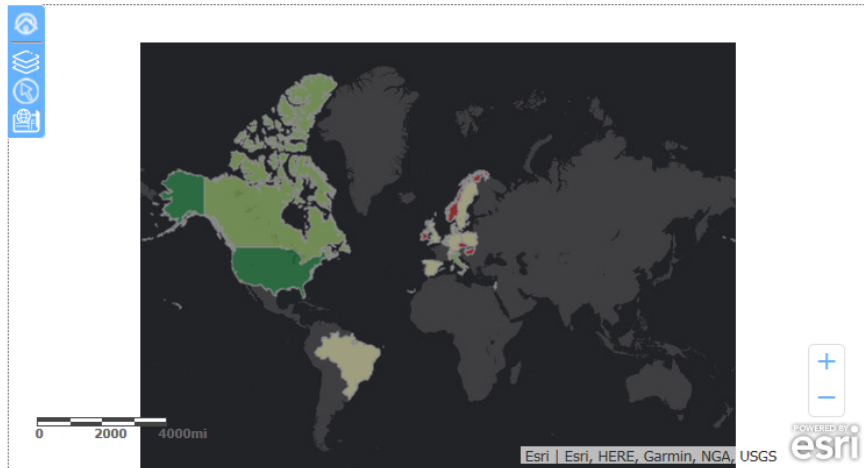 0 2000 4000mi
Esri | Esri, HERE, Garmin, NGA, USGS
POWERED BY
esri